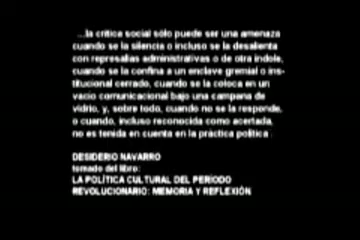 ...la crítica social sólo puede ser una amenaza
cuando se la silencia o incluso se la desalienta
con represalias administrativas o de otra índole,
cuando se la confina a un enclave gremial o ins-
titucional cerrado, cuando se la coloca en un
vacío comunicacional bajo una campana de
vidrio, y, sobre todo, cuando no se la responde,
o cuando, incluso reconocida como acertada,
no es tenida en cuenta en la práctica política
DESIDERIO NAVARRO
tomado del libro:
LA POLÍTICA CULTURAL DEL PERIODO
REVOLUCIONARIO: MEMORIA Y REFLEXIÓN